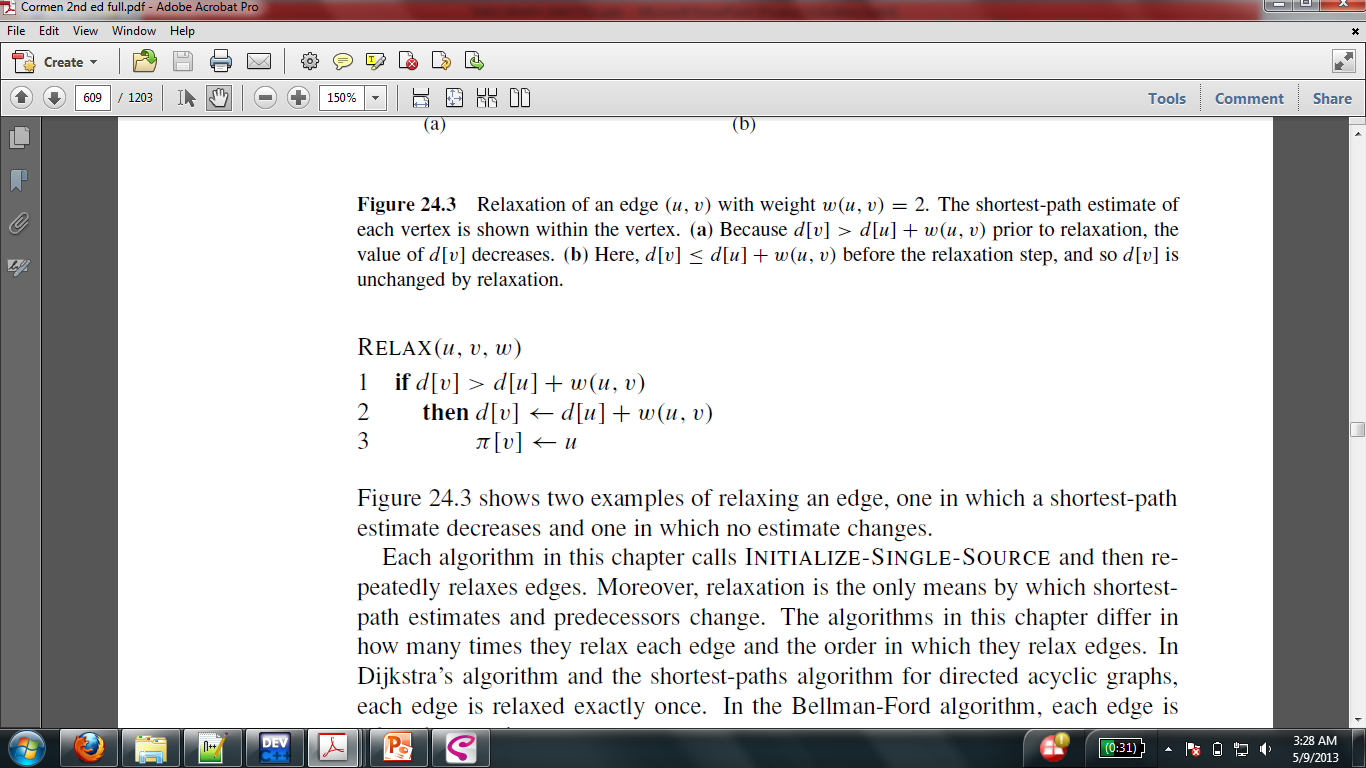 Cormen 2nd ed full.pdf - Adobe Acrobat Pro
File Edit View Window Help
Create
609 / 1203 150% Tools Comment Share
(a) (b)
Figure 24.3 Relaxation of an edge (u, v) with weight w(u, v) = 2. The shortest-path estimate of
each vertex is shown within the vertex. (a) Because d[v] > d[u] + w(u, v) prior to relaxation, the
value of d[v] decreases. (b) Here, d[v] ≤ d[u] + w(u, v) before the relaxation step, and so d[v] is
unchanged by relaxation.
RELAX(u, v, w)
1 if d[v] > d[u] + w(u, v)
2 then d[v] ← d[u] + w(u, v)
3 π[v] ← u
Figure 24.3 shows two examples of relaxing an edge, one in which a shortest-path
estimate decreases and one in which no estimate changes.
Each algorithm in this chapter calls INITIALIZE-SINGLE-SOURCE and then re-
peatedly relaxes edges. Moreover, relaxation is the only means by which shortest-
path estimates and predecessors change. The algorithms in this chapter differ in
how many times they relax each edge and the order in which they relax edges. In
Dijkstra's algorithm and the shortest-paths algorithm for directed acyclic graphs,
each edge is relaxed exactly once. In the Bellman-Ford algorithm, each edge is
DEV
C++
(0:31)
3:28 AM
5/9/2013